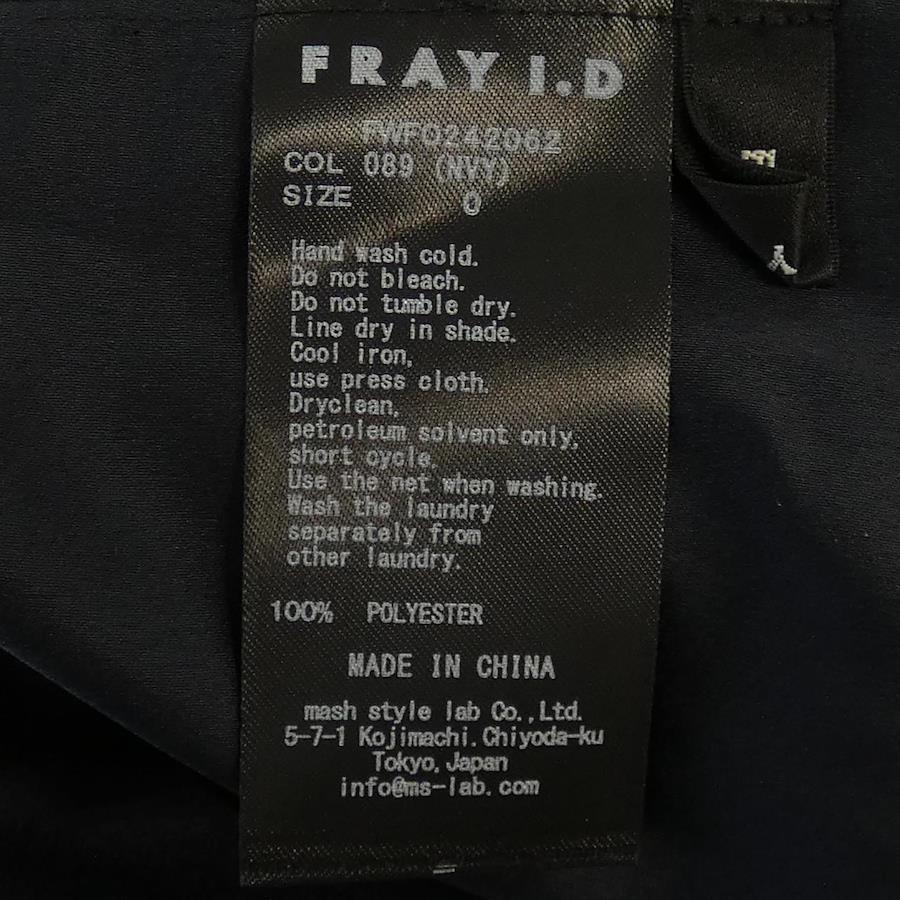 FRAY I.D
FWFO242062
COL 089 (NVY)
SIZE 0
Hand wash cold.
Do not bleach.
Do not tumble dry.
Line dry in shade.
Cool iron,
use press cloth.
Dryclean,
petroleum solvent only,
short cycle.
Use the net when washing.
Wash the laundry
separately from
other laundry.
100% POLYESTER
MADE IN CHINA
mash style lab Co.,Ltd.
5-7-1 Kojimachi.Chiyoda-ku
Tokyo,Japan
info@ms-lab.com